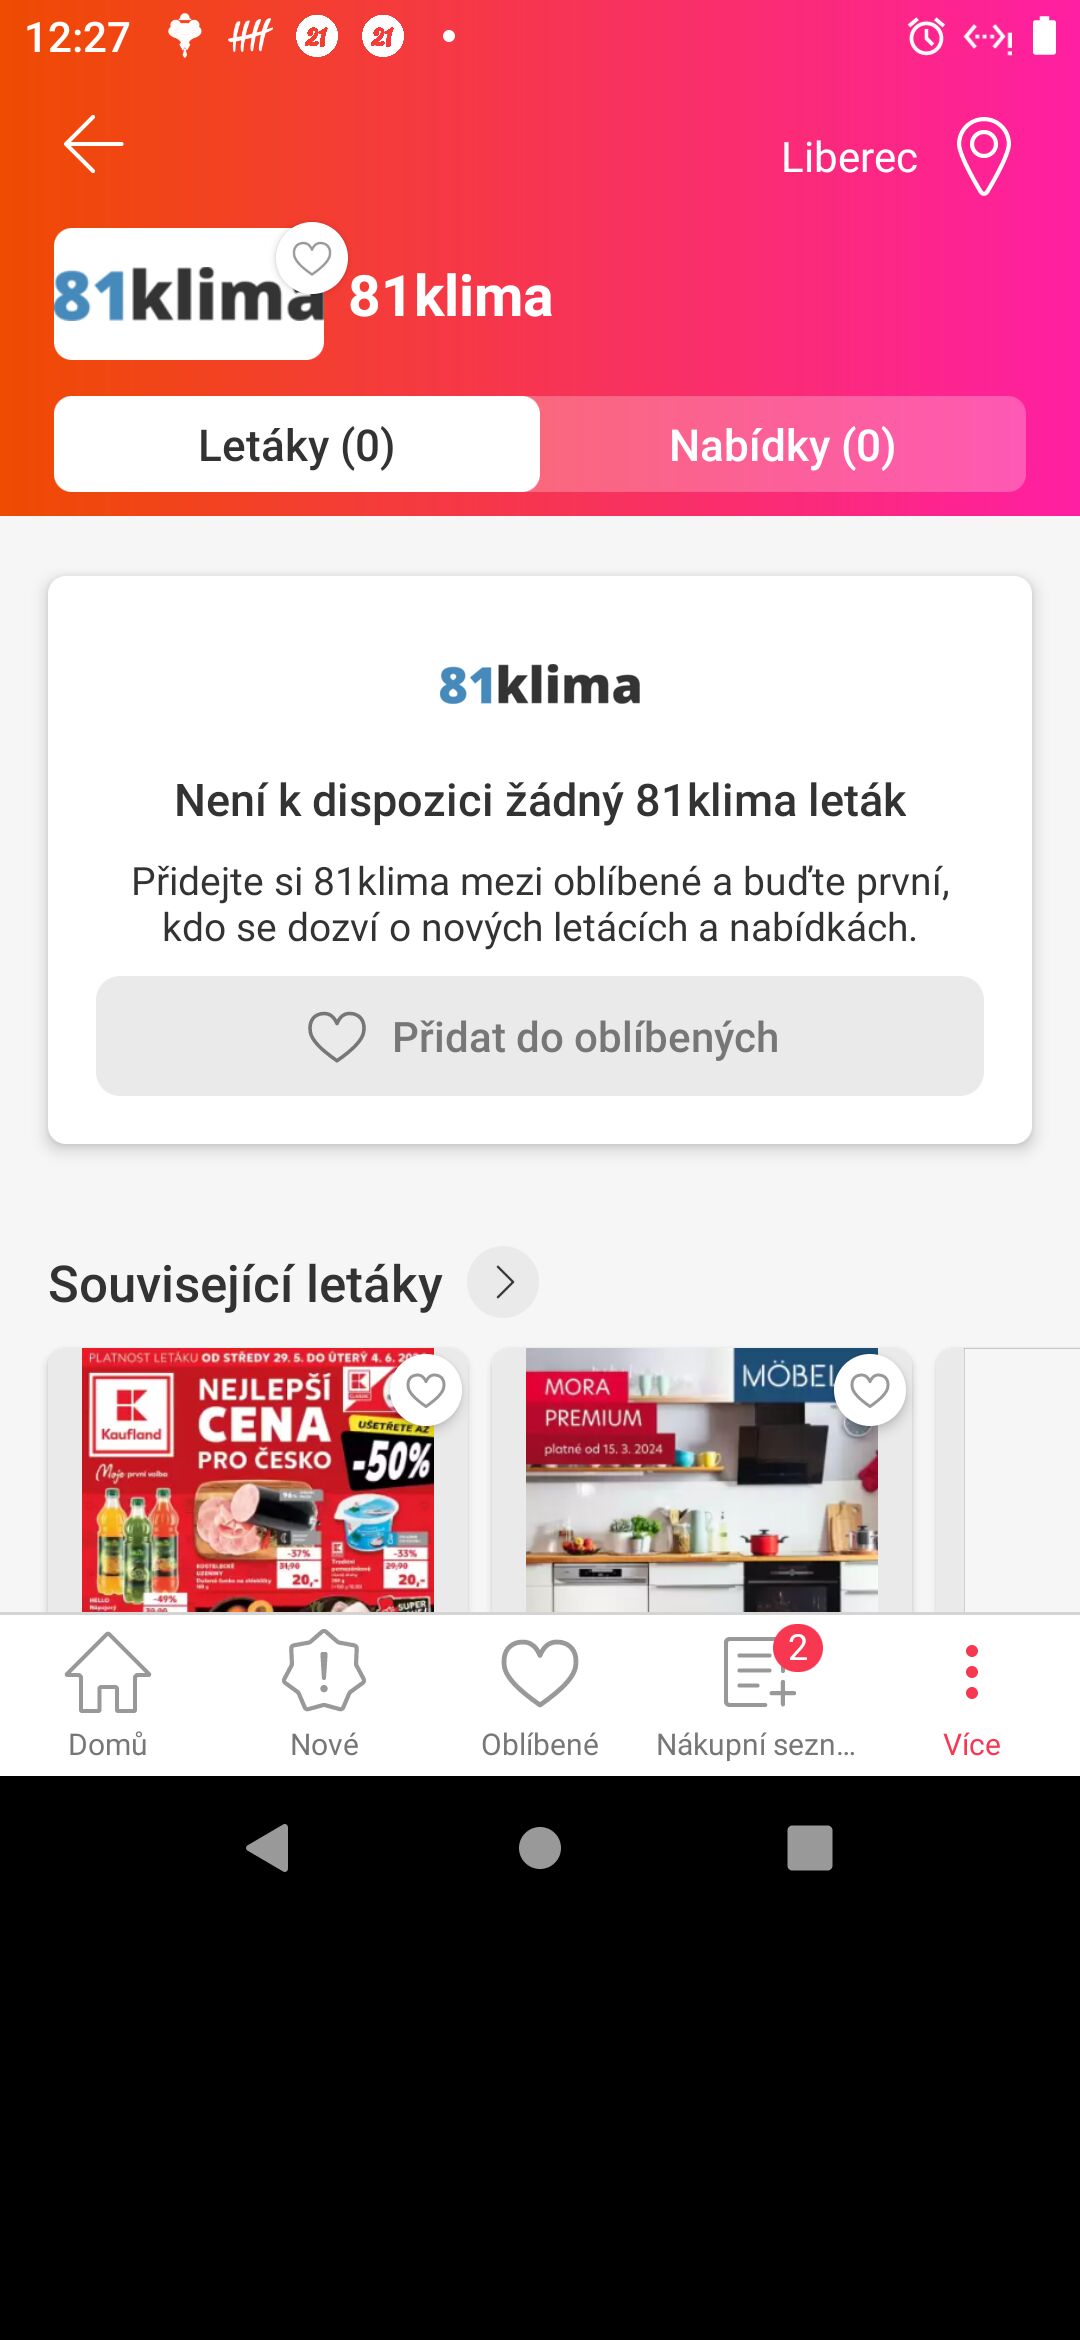 12:27
Liberec
81klima
81klima
Letáky (0)
Nabídky (0)
81klima
Není k dispozici žádný 81klima leták
Přidejte si 81klima mezi oblíbené a buďte první,
kdo se dozví o nových letácích a nabídkách.
Přidat do oblíbených
Související letáky
PLATNOST LETÁKU OD STŘEDY 29. 5. DO ÚTERÝ 4. 6.
Kaufland
Moje první volba
NEJLEPŠÍ
CENA
PRO ČESKO
UŠETŘETE AŽ
-50%
-37%
31,90
20,-
-33%
29,90
20,-
-49%
HELLO
SUPER
MORA
PREMIUM
platné od 15. 3. 2024
MÖBEL
Domů
Nové
Oblíbené
2
Nákupní sezn...
Více